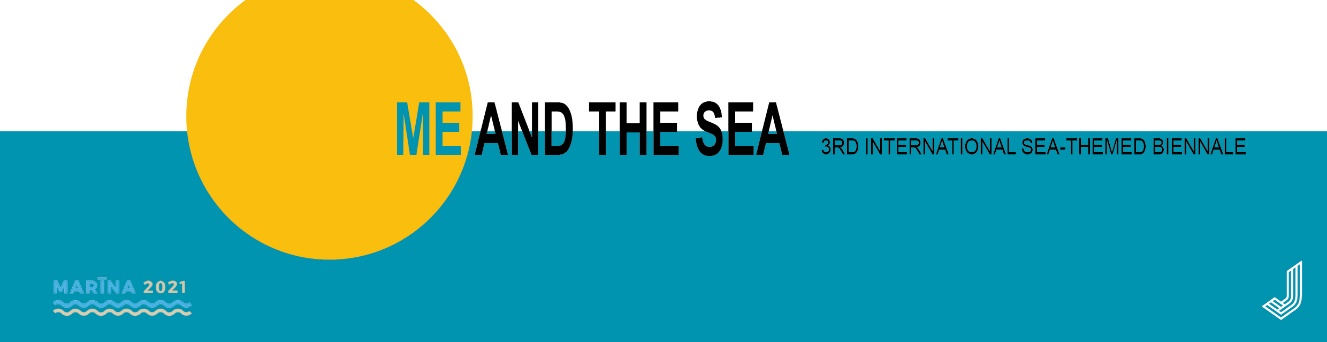 ME AND THE SEA
3RD INTERNATIONAL SEA-THEMED BIENNALE
MARĪNA 2021